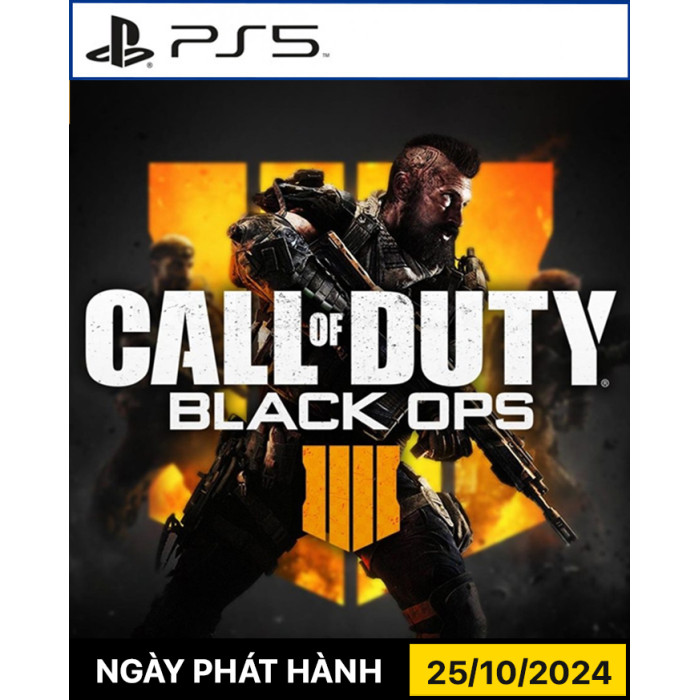 PS5
CALL OF DUTY
BLACK OPS
IIII
NGÀY PHÁT HÀNH
25/10/2024